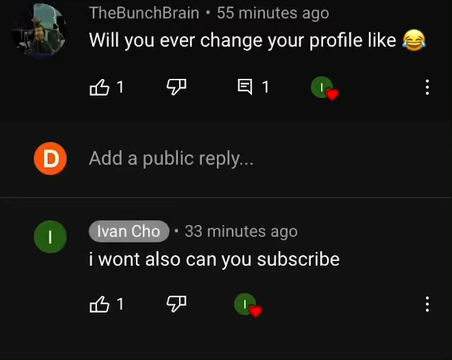 TheBunchBrain • 55 minutes ago
Will you ever change your profile like 😂
1 1 I
D Add a public reply...
I Ivan Cho • 33 minutes ago
i wont also can you subscribe
1 I